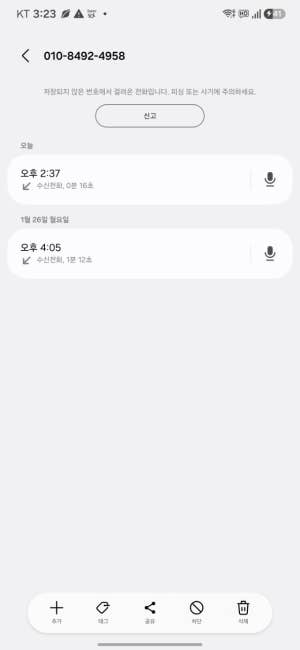 KT 3:23
41
010-8492-4958
저장되지 않은 번호에서 걸려온 전화입니다. 피싱 또는 사기에 주의하세요.
신고
오늘
오후 2:37
수신전화, 0분 16초
1월 26일 월요일
오후 4:05
수신전화, 1분 12초
추가 태그 공유 차단 삭제